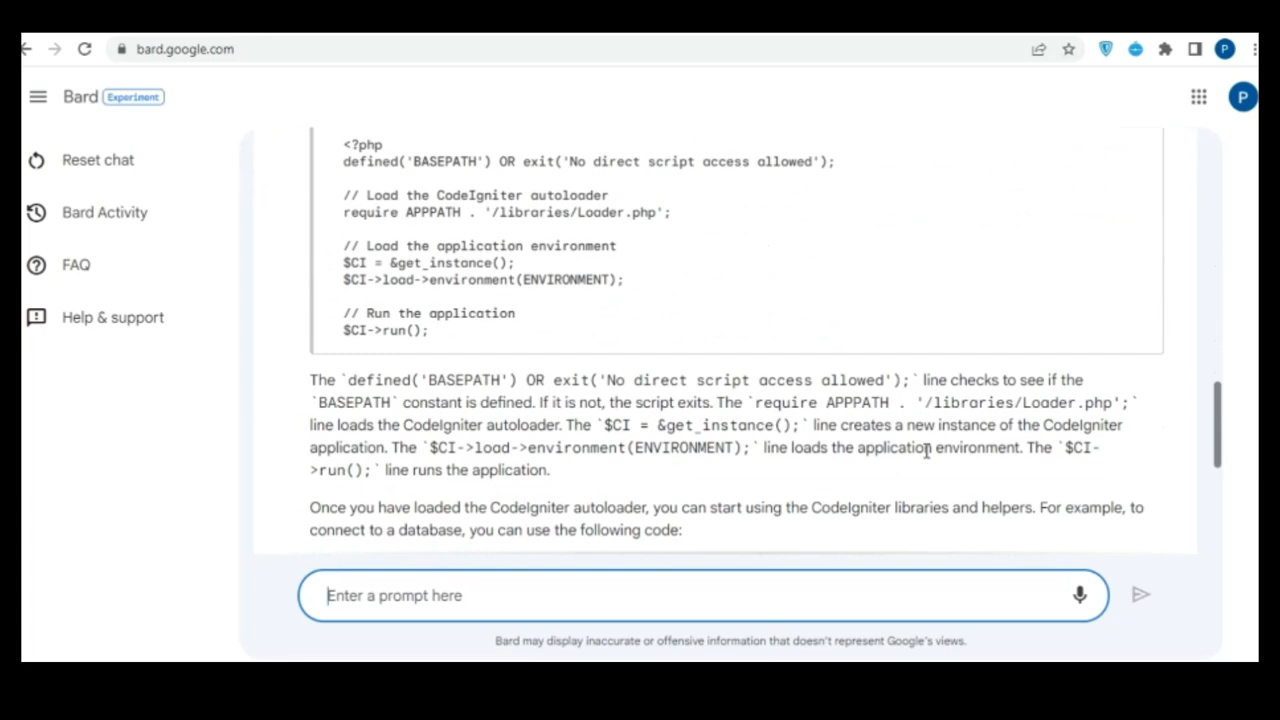 bard.google.com
P
Bard Experiment
P
Reset chat
Bard Activity
FAQ
Help & support
<?php
defined('BASEPATH') OR exit('No direct script access allowed');
// Load the CodeIgniter autoloader
require APPPATH . '/libraries/Loader.php';
// Load the application environment
$CI = &get_instance();
$CI->load->environment(ENVIRONMENT);
// Run the application
$CI->run();
The `defined('BASEPATH') OR exit('No direct script access allowed');` line checks to see if the
`BASEPATH` constant is defined. If it is not, the script exits. The `require APPPATH . '/libraries/Loader.php';`
line loads the CodeIgniter autoloader. The `$CI = &get_instance();` line creates a new instance of the CodeIgniter
application. The `$CI->load->environment(ENVIRONMENT);` line loads the application environment. The `$CI-
>run();` line runs the application.
Once you have loaded the CodeIgniter autoloader, you can start using the CodeIgniter libraries and helpers. For example, to
connect to a database, you can use the following code:
Enter a prompt here
Bard may display inaccurate or offensive information that doesn't represent Google's views.